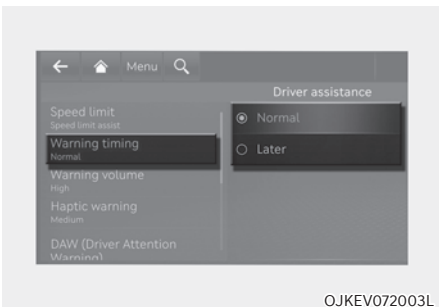 Menu
Driver assistance
Speed limit
Speed limit assist
Warning timing
Normal
Warning volume
High
Haptic warning
Medium
DAW (Driver Attention
Warning)
Normal
Later
OJKEV072003L